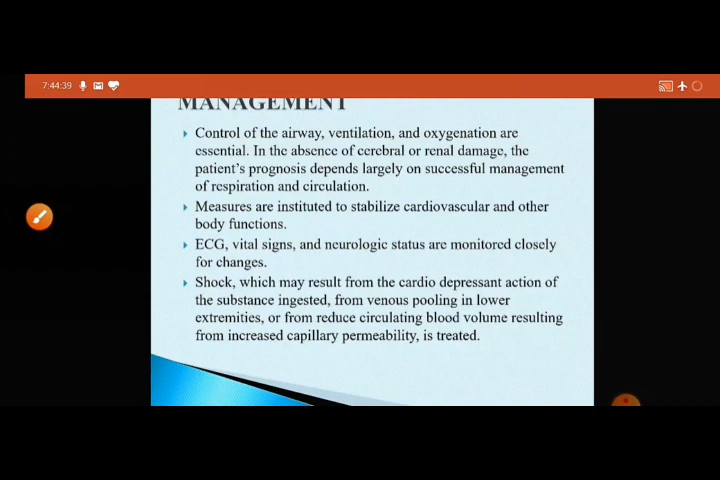 7:44:39
MANAGEMENT
Control of the airway, ventilation, and oxygenation are
essential. In the absence of cerebral or renal damage, the
patient's prognosis depends largely on successful management
of respiration and circulation.
Measures are instituted to stabilize cardiovascular and other
body functions.
ECG, vital signs, and neurologic status are monitored closely
for changes.
Shock, which may result from the cardio depressant action of
the substance ingested, from venous pooling in lower
extremities, or from reduce circulating blood volume resulting
from increased capillary permeability, is treated.